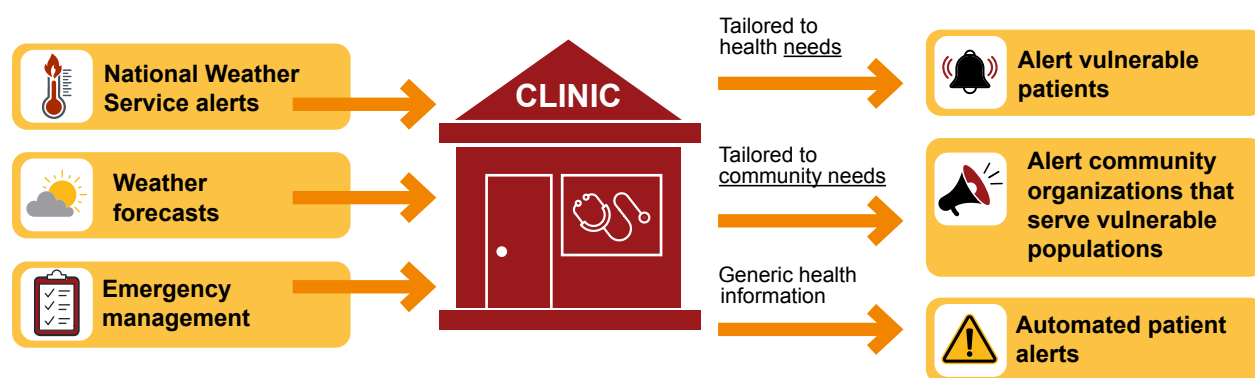 National Weather
Service alerts
Weather
forecasts
Emergency
management
CLINIC
Tailored to
health needs
Tailored to
community needs
Generic health
information
Alert vulnerable
patients
Alert community
organizations that
serve vulnerable
populations
Automated patient
alerts